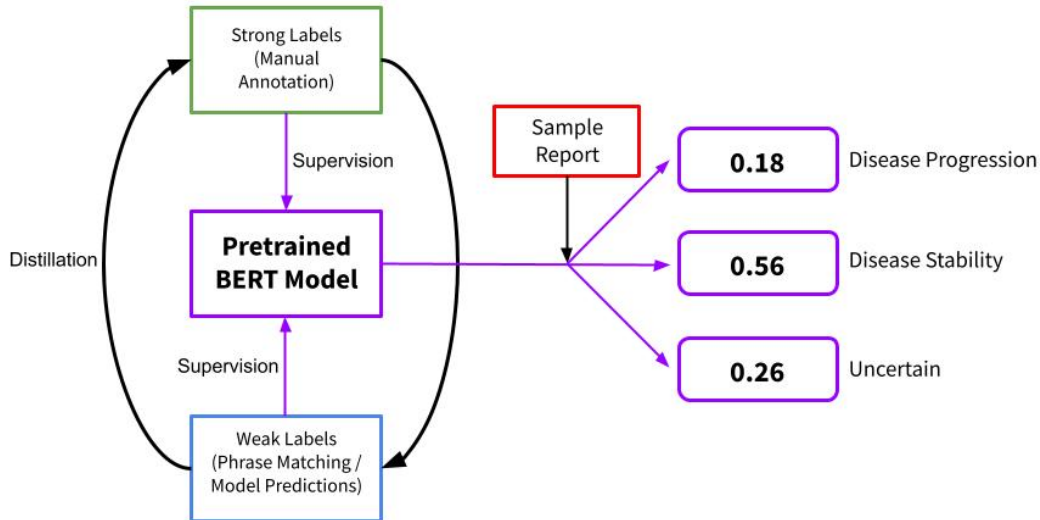 Strong Labels
(Manual
Annotation)
Supervision
Sample
Report
0.18
Disease Progression
Distillation
Pretrained
BERT Model
0.56
Disease Stability
Supervision
0.26
Uncertain
Weak Labels
(Phrase Matching /
Model Predictions)